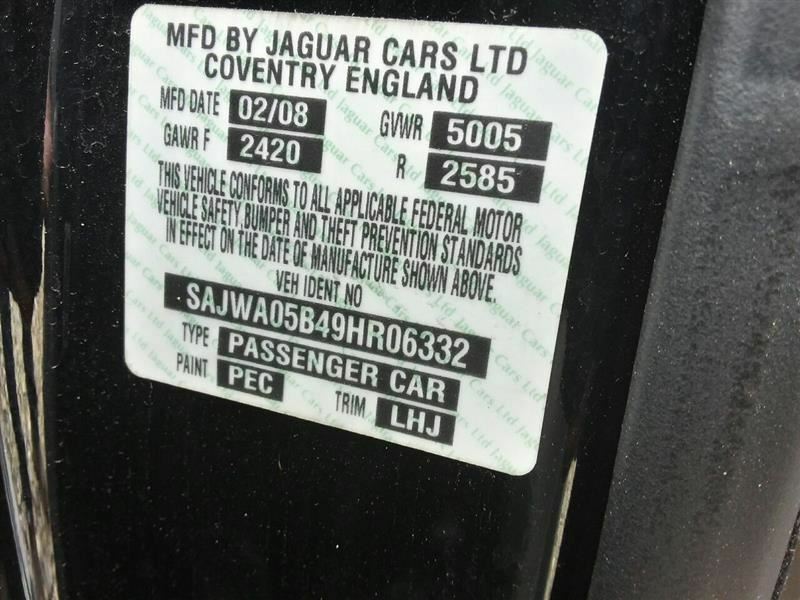 MFD BY JAGUAR CARS LTD
COVENTRY ENGLAND
MFD DATE 02/08 GVWR 5005
GAWR F 2420 R 2585
THIS VEHICLE CONFORMS TO ALL APPLICABLE FEDERAL MOTOR
VEHICLE SAFETY,BUMPER AND THEFT PREVENTION STANDARDS
IN EFFECT ON THE DATE OF MANUFACTURE SHOWN ABOVE.
VEH IDENT NO
SAJWA05B49HR06332
TYPE PASSENGER CAR
PAINT PEC TRIM LHJ